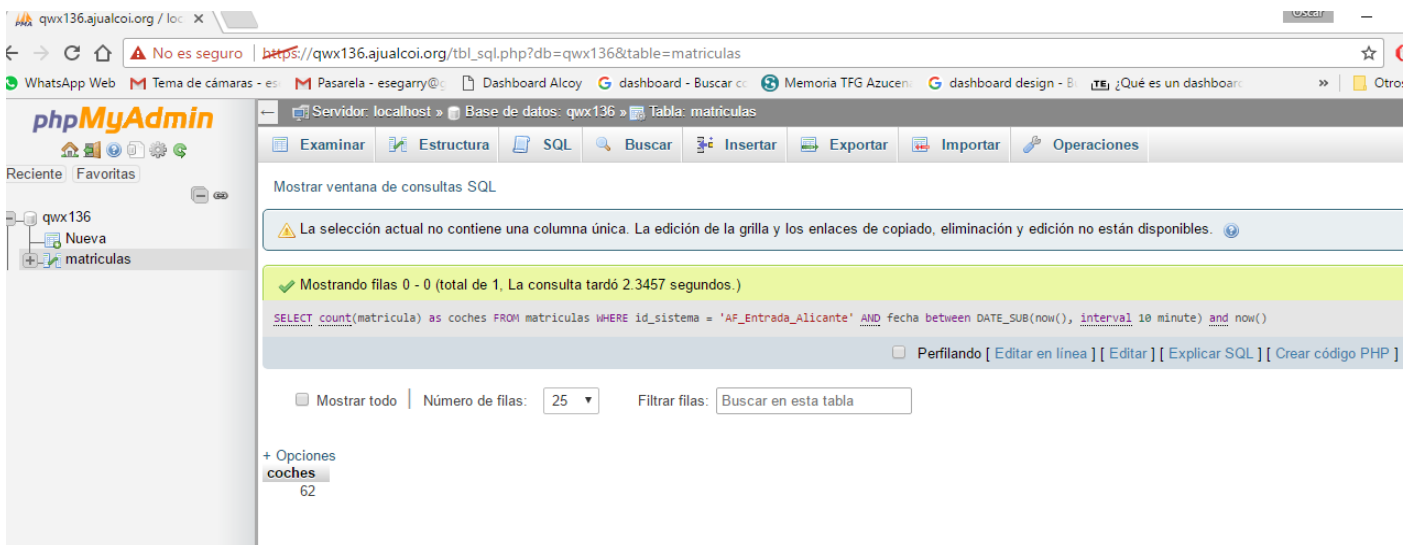 qwx136.ajualcoi.org / loc
Oscar
No es seguro https://qwx136.ajualcoi.org/tbl_sql.php?db=qwx136&table=matriculas
WhatsApp Web Tema de cámaras - es Pasarela - esegarry@g Dashboard Alcoy dashboard - Buscar co Memoria TFG Azucen dashboard design - B ¿Qué es un dashboard » Otros
phpMyAdmin
Reciente Favoritas
qwx136
Nueva
matriculas
Servidor: localhost » Base de datos: qwx136 » Tabla: matriculas
Examinar Estructura SQL Buscar Insertar Exportar Importar Operaciones
Mostrar ventana de consultas SQL
La selección actual no contiene una columna única. La edición de la grilla y los enlaces de copiado, eliminación y edición no están disponibles.
Mostrando filas 0 - 0 (total de 1, La consulta tardó 2.3457 segundos.)
SELECT count(matricula) as coches FROM matriculas WHERE id_sistema = 'AF_Entrada_Alicante' AND fecha between DATE_SUB(now(), interval 10 minute) and now()
Perfilando [ Editar en línea ] [ Editar ] [ Explicar SQL ] [ Crear código PHP ]
Mostrar todo Número de filas: 25 Filtrar filas: Buscar en esta tabla
+ Opciones
coches
62